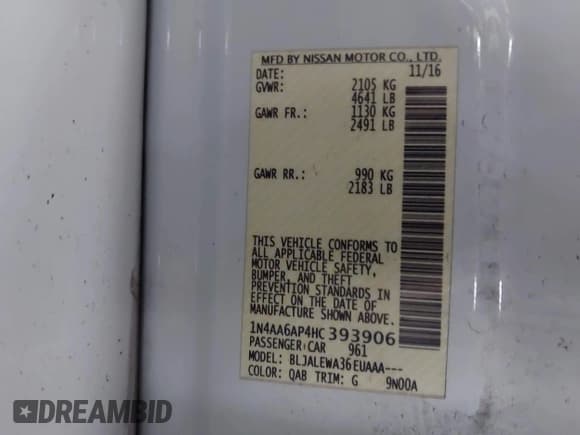 MFD BY NISSAN MOTOR CO., LTD.
DATE: 11/16
GVWR: 2105 KG
4641 LB
GAWR FR.: 1130 KG
2491 LB
GAWR RR.: 990 KG
2183 LB
THIS VEHICLE CONFORMS TO
ALL APPLICABLE FEDERAL
MOTOR VEHICLE SAFETY,
BUMPER, AND THEFT
PREVENTION STANDARDS IN
EFFECT ON THE DATE OF
MANUFACTURE SHOWN ABOVE.
1N4AA6AP4HC393906
PASSENGER CAR 961
MODEL: BLJALEWA36EUAAA---
COLOR: QAB TRIM: G 9N00A
DREAMBID